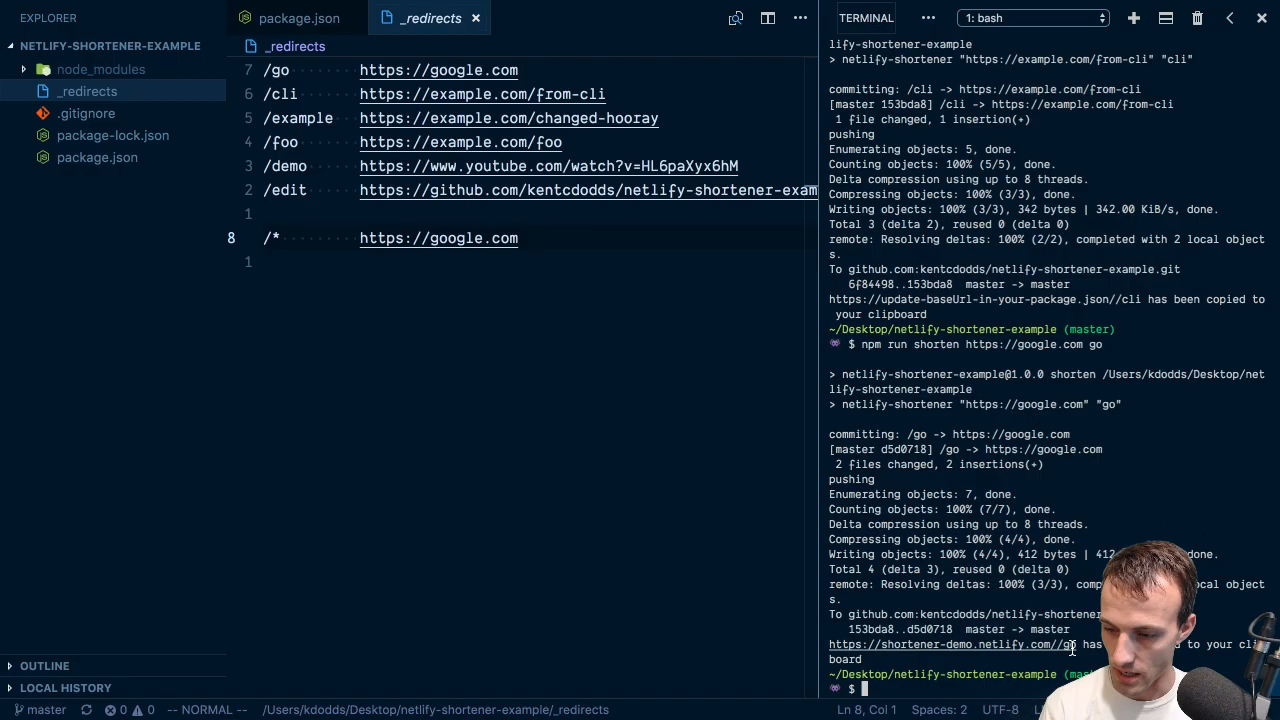 EXPLORER
NETLIFY-SHORTENER-EXAMPLE
node_modules
_redirects
.gitignore
package-lock.json
package.json
OUTLINE
LOCAL HISTORY
package.json
_redirects ×
_redirects
7 /go ······· https://google.com
6 /cli ······ https://example.com/from-cli
5 /example ·· https://example.com/changed-hooray
4 /foo ······ https://example.com/foo
3 /demo ····· https://www.youtube.com/watch?v=HL6paXyx6hM
2 /edit ····· https://github.com/kentcdodds/netlify-shortener-exam
1
8 /* ········ https://google.com
1
TERMINAL ··· 1: bash
lify-shortener-example
> netlify-shortener "https://example.com/from-cli" "cli"
committing: /cli -> https://example.com/from-cli
[master 153bda8] /cli -> https://example.com/from-cli
1 file changed, 1 insertion(+)
pushing
Enumerating objects: 5, done.
Counting objects: 100% (5/5), done.
Delta compression using up to 8 threads.
Compressing objects: 100% (3/3), done.
Writing objects: 100% (3/3), 342 bytes | 342.00 KiB/s, done.
Total 3 (delta 2), reused 0 (delta 0)
remote: Resolving deltas: 100% (2/2), completed with 2 local object
s.
To github.com:kentcdodds/netlify-shortener-example.git
6f84498..153bda8 master -> master
https://update-baseUrl-in-your-package.json//cli has been copied to
your clipboard
~/Desktop/netlify-shortener-example (master)
$ npm run shorten https://google.com go
> netlify-shortener-example@1.0.0 shorten /Users/kdodds/Desktop/net
lify-shortener-example
> netlify-shortener "https://google.com" "go"
committing: /go -> https://google.com
[master d5d0718] /go -> https://google.com
2 files changed, 2 insertions(+)
pushing
Enumerating objects: 7, done.
Counting objects: 100% (7/7), done.
Delta compression using up to 8 threads.
Compressing objects: 100% (4/4), done.
Writing objects: 100% (4/4), 412 bytes | 412 done.
Total 4 (delta 3), reused 0 (delta 0)
remote: Resolving deltas: 100% (3/3), comp ocal object
s.
To github.com:kentcdodds/netlify-shortener
153bda8..d5d0718 master -> master
https://shortener-demo.netlify.com//go has d to your cli
board
~/Desktop/netlify-shortener-example (mas
$
master 0 0 -- NORMAL -- /Users/kdodds/Desktop/netlify-shortener-example/_redirects Ln 8, Col 1 Spaces: 2 UTF-8